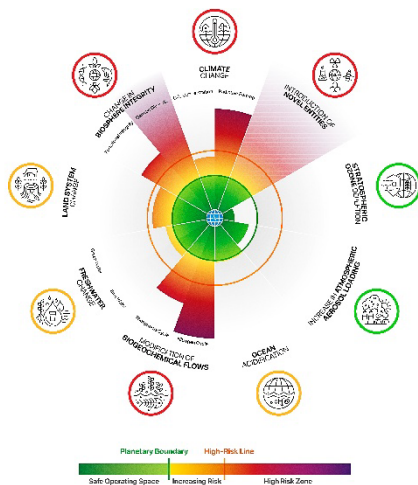 CLIMATE
CHANGE
INTRODUCTION OF
NOVEL ENTITIES
STRATOSPHERIC
OZONE DEPLETION
INCREASE IN ATMOSPHERIC
AEROSOL LOADING
OCEAN
ACIDIFICATION
MODIFICATION OF
BIOGEOCHEMICAL FLOWS
FRESHWATER
CHANGE
LAND SYSTEM
CHANGE
CHANGE IN
BIOSPHERE INTEGRITY
Planetary Boundary
High-Risk Line
Safe Operating Space
Increasing Risk
High Risk Zone